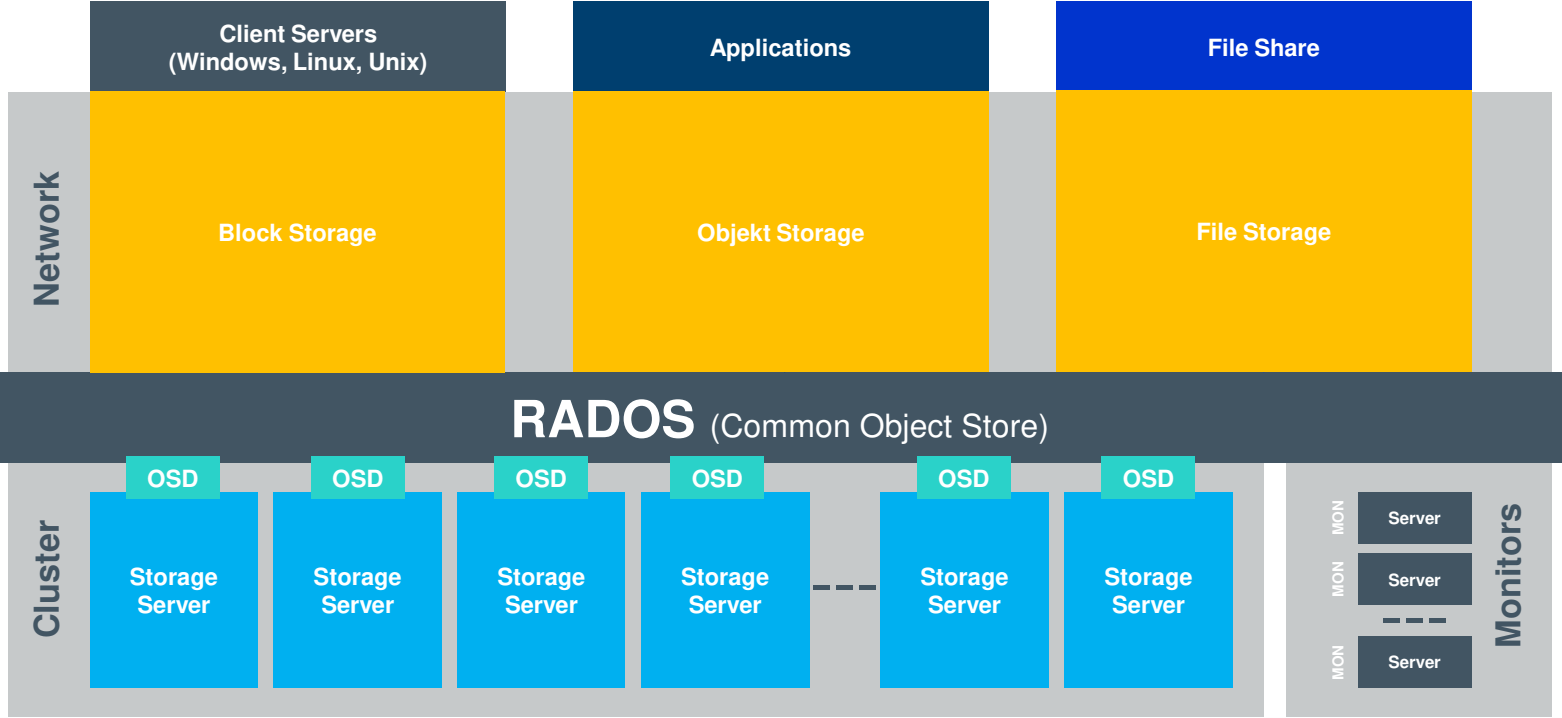 Client Servers
(Windows, Linux, Unix)
Applications
File Share
Network
Block Storage
Objekt Storage
File Storage
RADOS (Common Object Store)
Cluster
OSD
Storage
Server
OSD
Storage
Server
OSD
Storage
Server
OSD
Storage
Server
OSD
Storage
Server
OSD
Storage
Server
MON
Server
MON
Server
MON
Server
Monitors